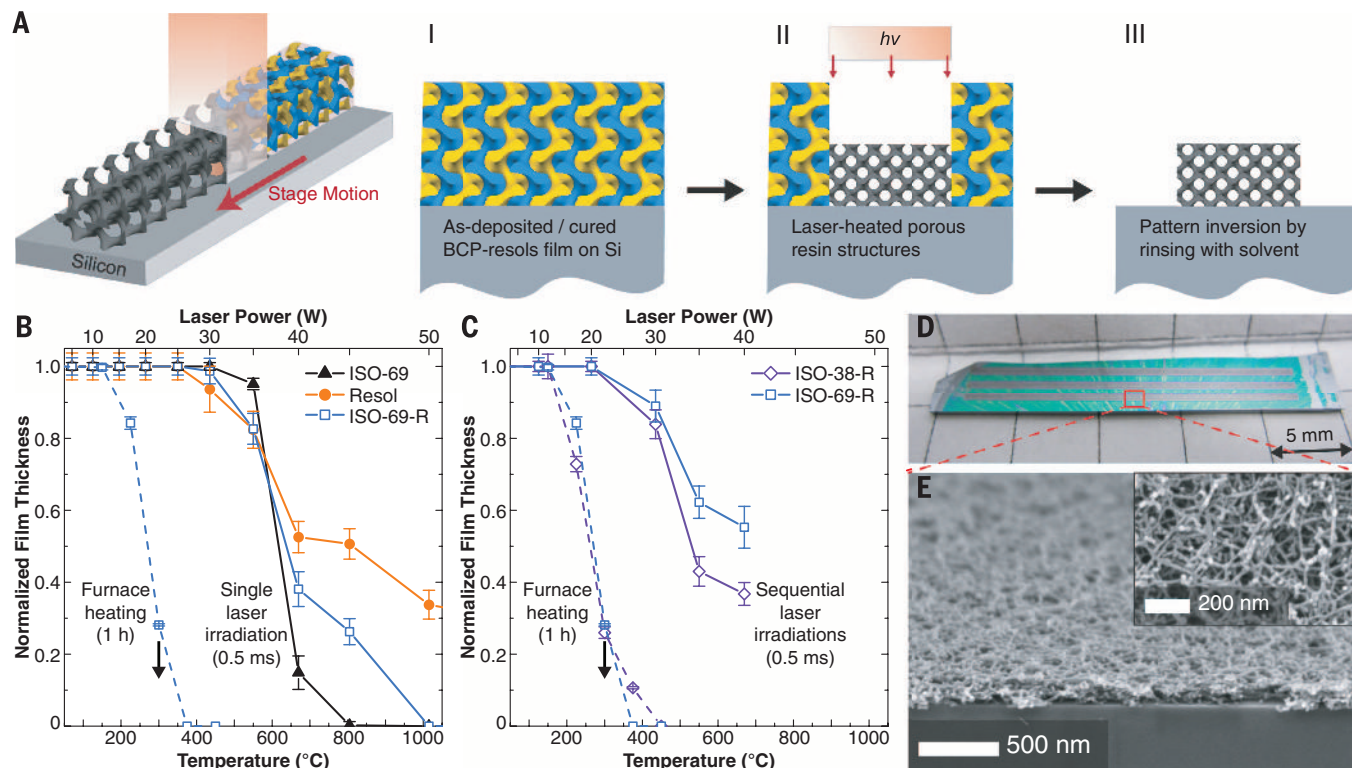 A
Stage Motion
Silicon
I
As-deposited / cured
BCP-resols film on Si
II
hν
Laser-heated porous
resin structures
III
Pattern inversion by
rinsing with solvent
B
Laser Power (W)
10 20 30 40 50
Normalized Film Thickness
1.0
0.8
0.6
0.4
0.2
0
ISO-69
Resol
ISO-69-R
Furnace
heating
(1 h)
Single
laser
irradiation
(0.5 ms)
200 400 600 800 1000
Temperature (°C)
C
Laser Power (W)
10 20 30 40 50
Normalized Film Thickness
1.0
0.8
0.6
0.4
0.2
0
ISO-38-R
ISO-69-R
Furnace
heating
(1 h)
Sequential
laser
irradiations
(0.5 ms)
200 400 600 800 1000
Temperature (°C)
D
5 mm
E
200 nm
500 nm